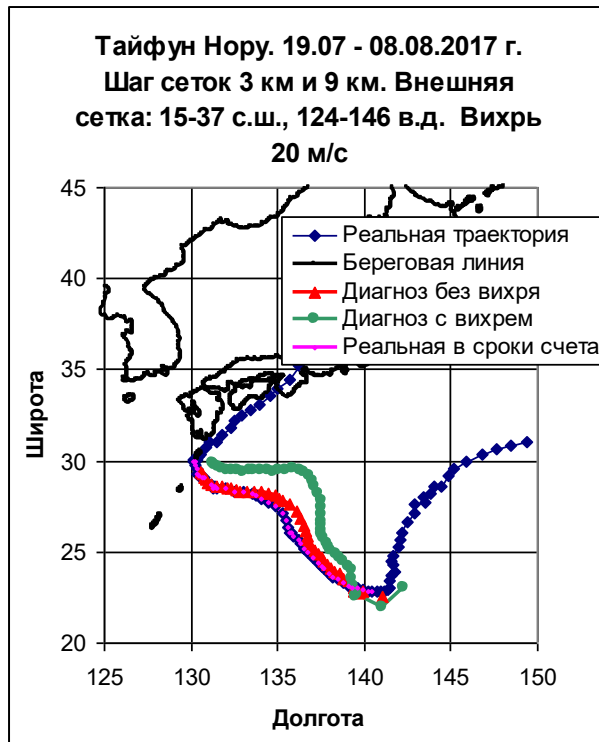 Тайфун Нору. 19.07 - 08.08.2017 г.
Шаг сеток 3 км и 9 км. Внешняя
сетка: 15-37 с.ш., 124-146 в.д. Вихрь
20 м/с
45
Реальная траектория
Береговая линия
Диагноз без вихря
Диагноз с вихрем
Реальная в сроки счета
40
35
30
25
20
Широта
125 130 135 140 145 150
Долгота